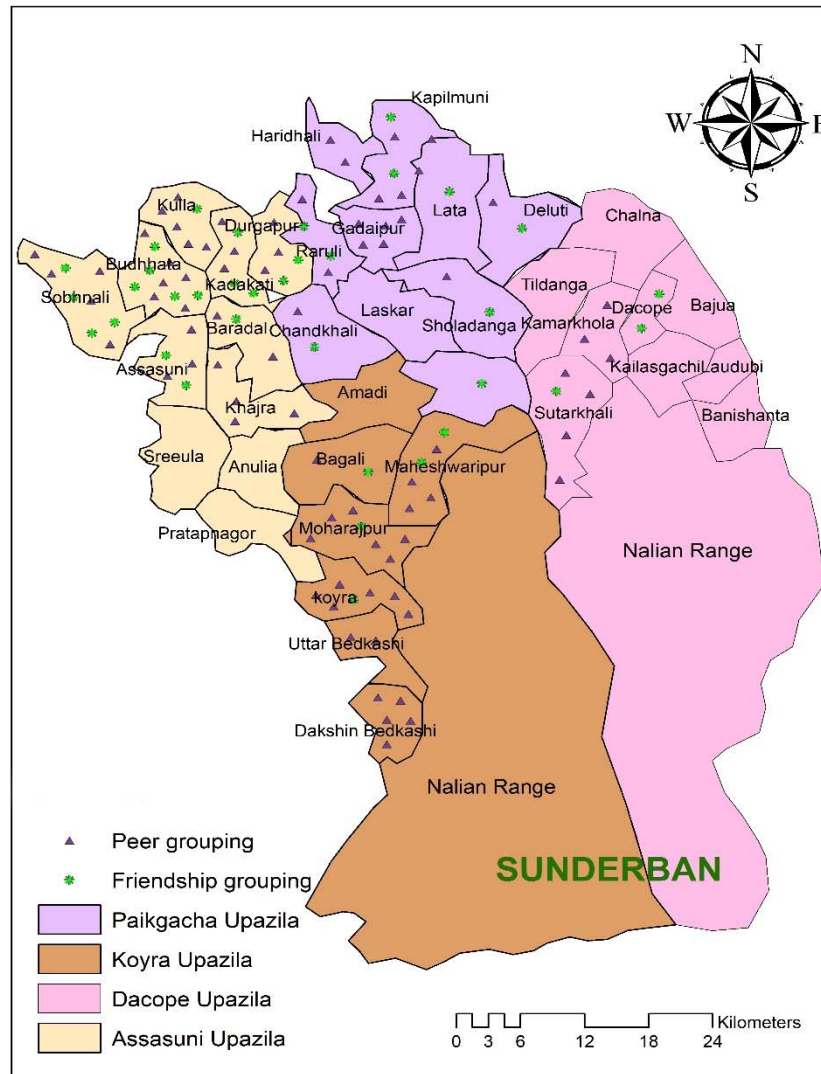 N
W
E
S
Kapilmuni
Haridhali
Kulla
Durgapur
Gadaipur
Lata
Deluti
Chalna
Raruli
Budhhata
Sobhnali
Kadakati
Tildanga
Dacope
Bajua
Baradal
Chandkhali
Laskar
Sholadanga
Kamarkhola
Assasuni
Kailasgachi
Laudubi
Khajra
Amadi
Sutarkhali
Banishanta
Sreeula
Anulia
Bagali
Maheshwaripur
Pratapnagor
Moharajpur
Nalian Range
koyra
Uttar Bedkashi
Dakshin Bedkashi
Nalian Range
SUNDERBAN
Peer grouping
Friendship grouping
Paikgacha Upazila
Koyra Upazila
Dacope Upazila
Assasuni Upazila
Kilometers
0 3 6 12 18 24